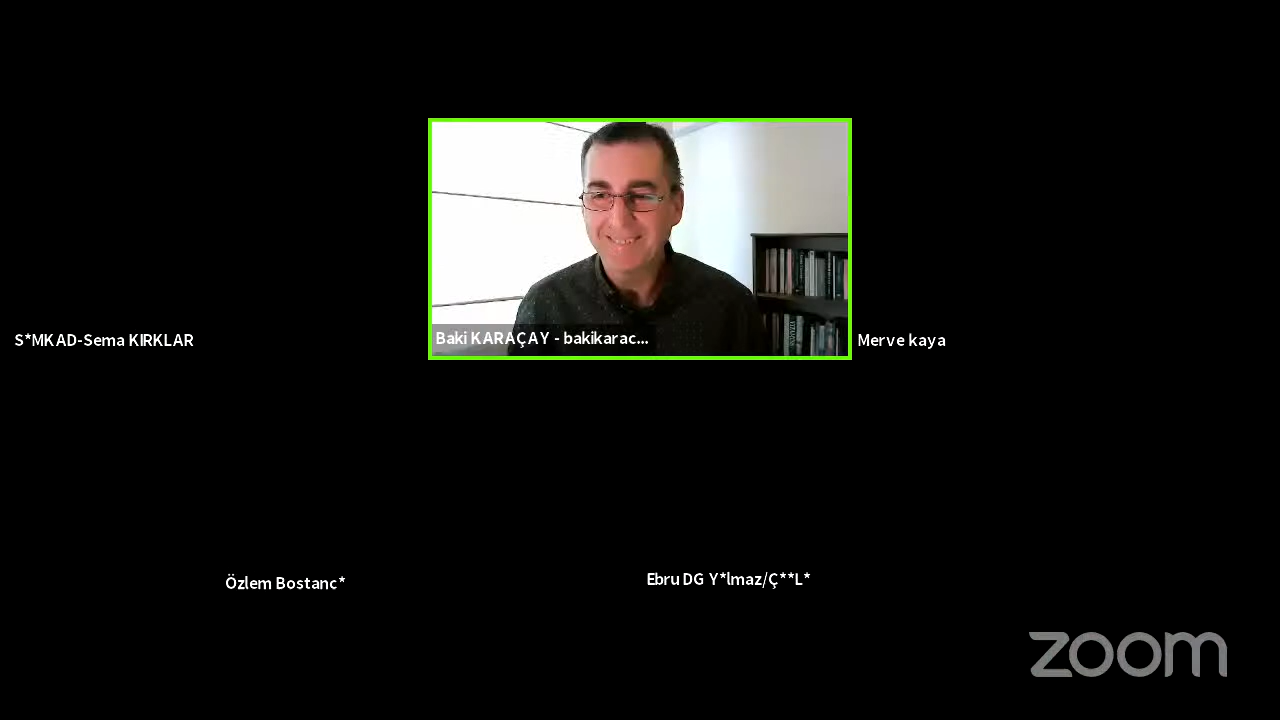 Baki KARAÇAY - bakikarac...
S*MKAD-Sema KIRKLAR
Merve kaya
Özlem Bostanc*
Ebru DG Y*lmaz/Ç**L*
zoom